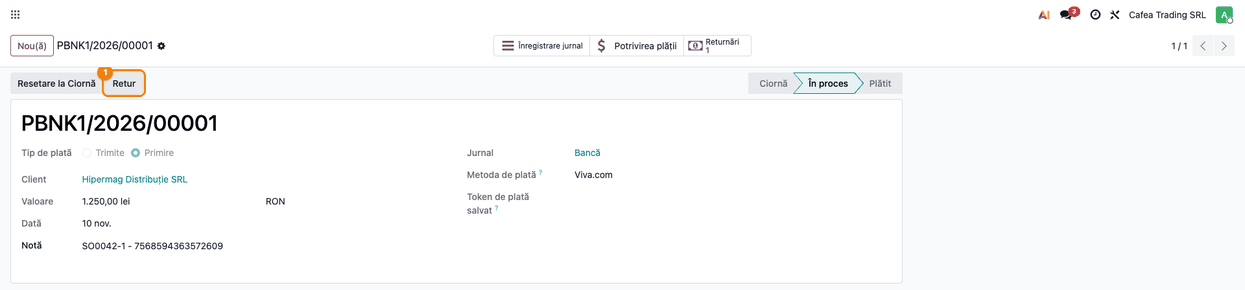 AI 3 Cafea Trading SRL A
Nou(ă) PBNK1/2026/00001 Înregistrare jurnal $ Potrivirea plății Returnări 1 1 / 1
Resetare la Ciornă 1 Retur Ciornă În proces Plătit
PBNK1/2026/00001
Tip de plată Trimite Primire Jurnal Bancă
Client Hipermag Distribuție SRL Metoda de plată ? Viva.com
Valoare 1.250,00 lei RON Token de plată salvat ?
Dată 10 nov.
Notă SO0042-1 - 7568594363572609